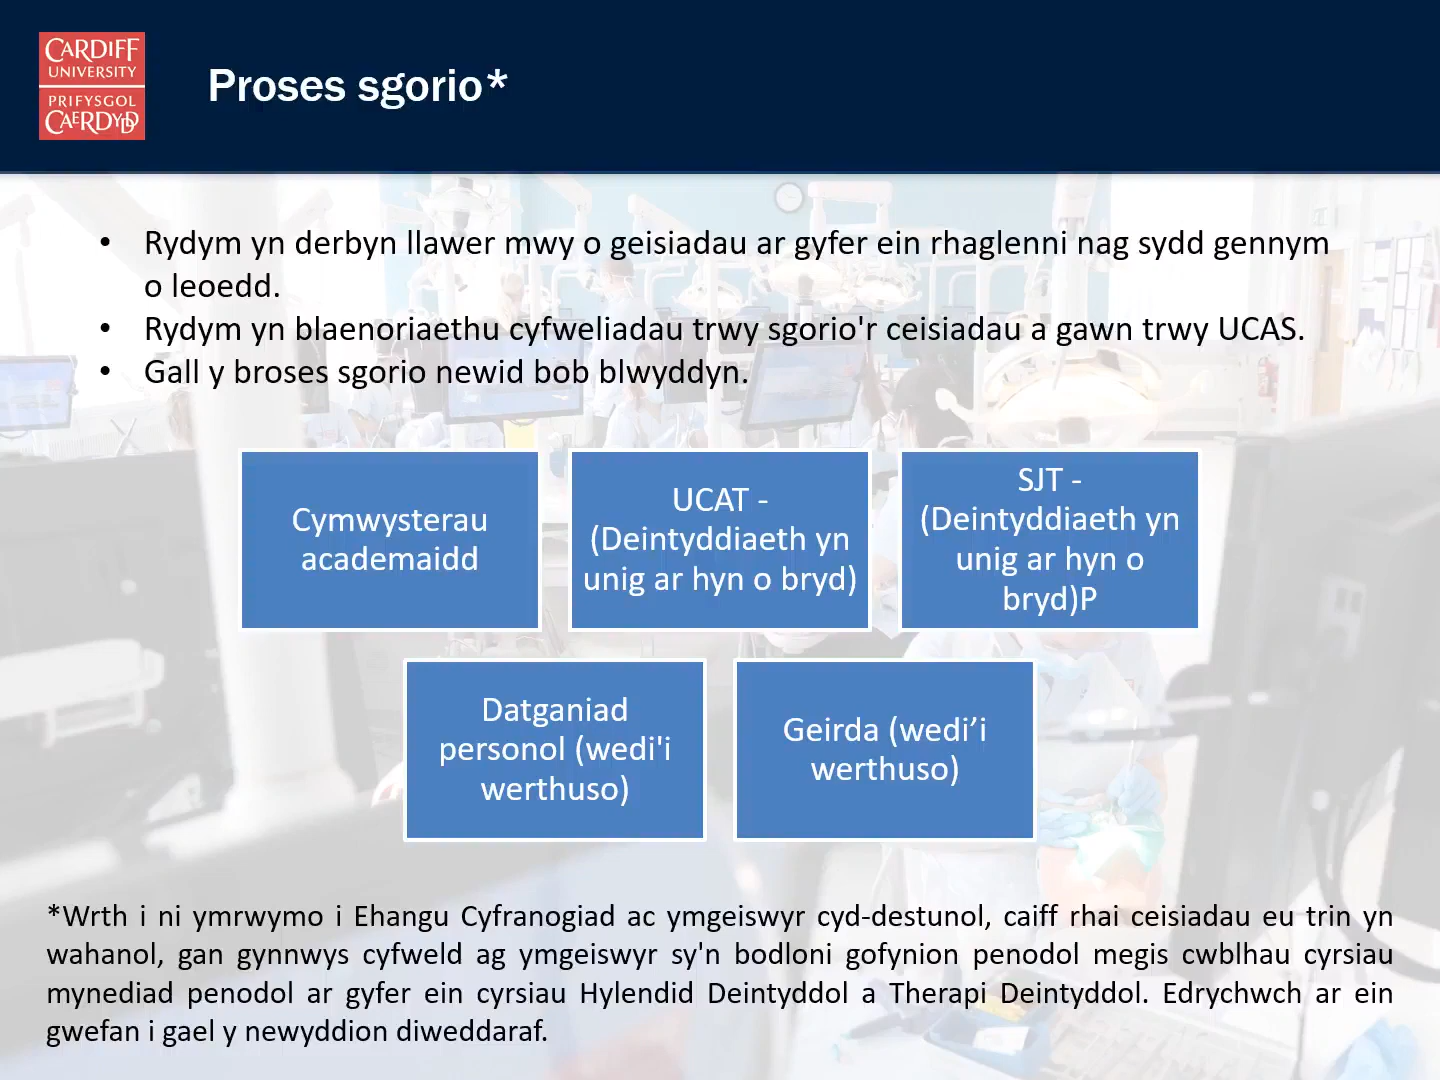 CARDIFF
UNIVERSITY
PRIFYSGOL
CAERDYDD
Proses sgorio*
• Rydym yn derbyn llawer mwy o geisiadau ar gyfer ein rhaglenni nag sydd gennym
o leoedd.
• Rydym yn blaenoriaethu cyfweliadau trwy sgorio'r ceisiadau a gawn trwy UCAS.
• Gall y broses sgorio newid bob blwyddyn.
Cymwysterau
academaidd
UCAT -
(Deintyddiaeth yn
unig ar hyn o bryd)
SJT -
(Deintyddiaeth yn
unig ar hyn o
bryd)P
Datganiad
personol (wedi'i
werthuso)
Geirda (wedi’i
werthuso)
*Wrth i ni ymrwymo i Ehangu Cyfranogiad ac ymgeiswyr cyd-destunol, caiff rhai ceisiadau eu trin yn
wahanol, gan gynnwys cyfweld ag ymgeiswyr sy'n bodloni gofynion penodol megis cwblhau cyrsiau
mynediad penodol ar gyfer ein cyrsiau Hylendid Deintyddol a Therapi Deintyddol. Edrychwch ar ein
gwefan i gael y newyddion diweddaraf.